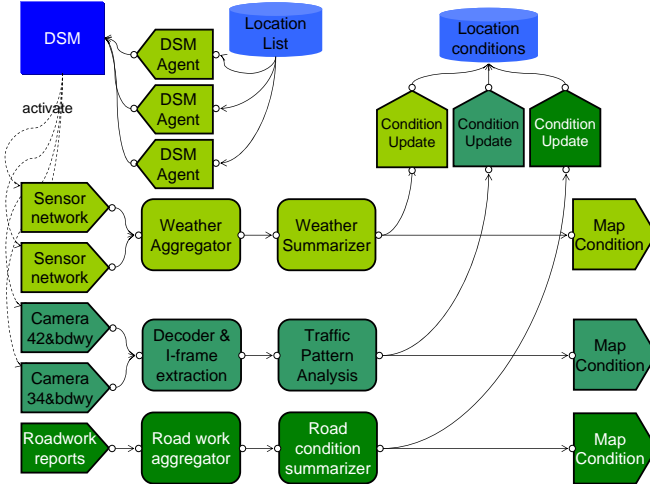 DSM
DSM
Agent
Location
List
Location
conditions
activate
DSM
Agent
DSM
Agent
Condition
Update
Condition
Update
Condition
Update
Sensor
network
Weather
Aggregator
Weather
Summarizer
Map
Condition
Sensor
network
Camera
42&bdwy
Decoder &
I-frame
extraction
Traffic
Pattern
Analysis
Map
Condition
Camera
34&bdwy
Roadwork
reports
Road work
aggregator
Road
condition
summarizer
Map
Condition